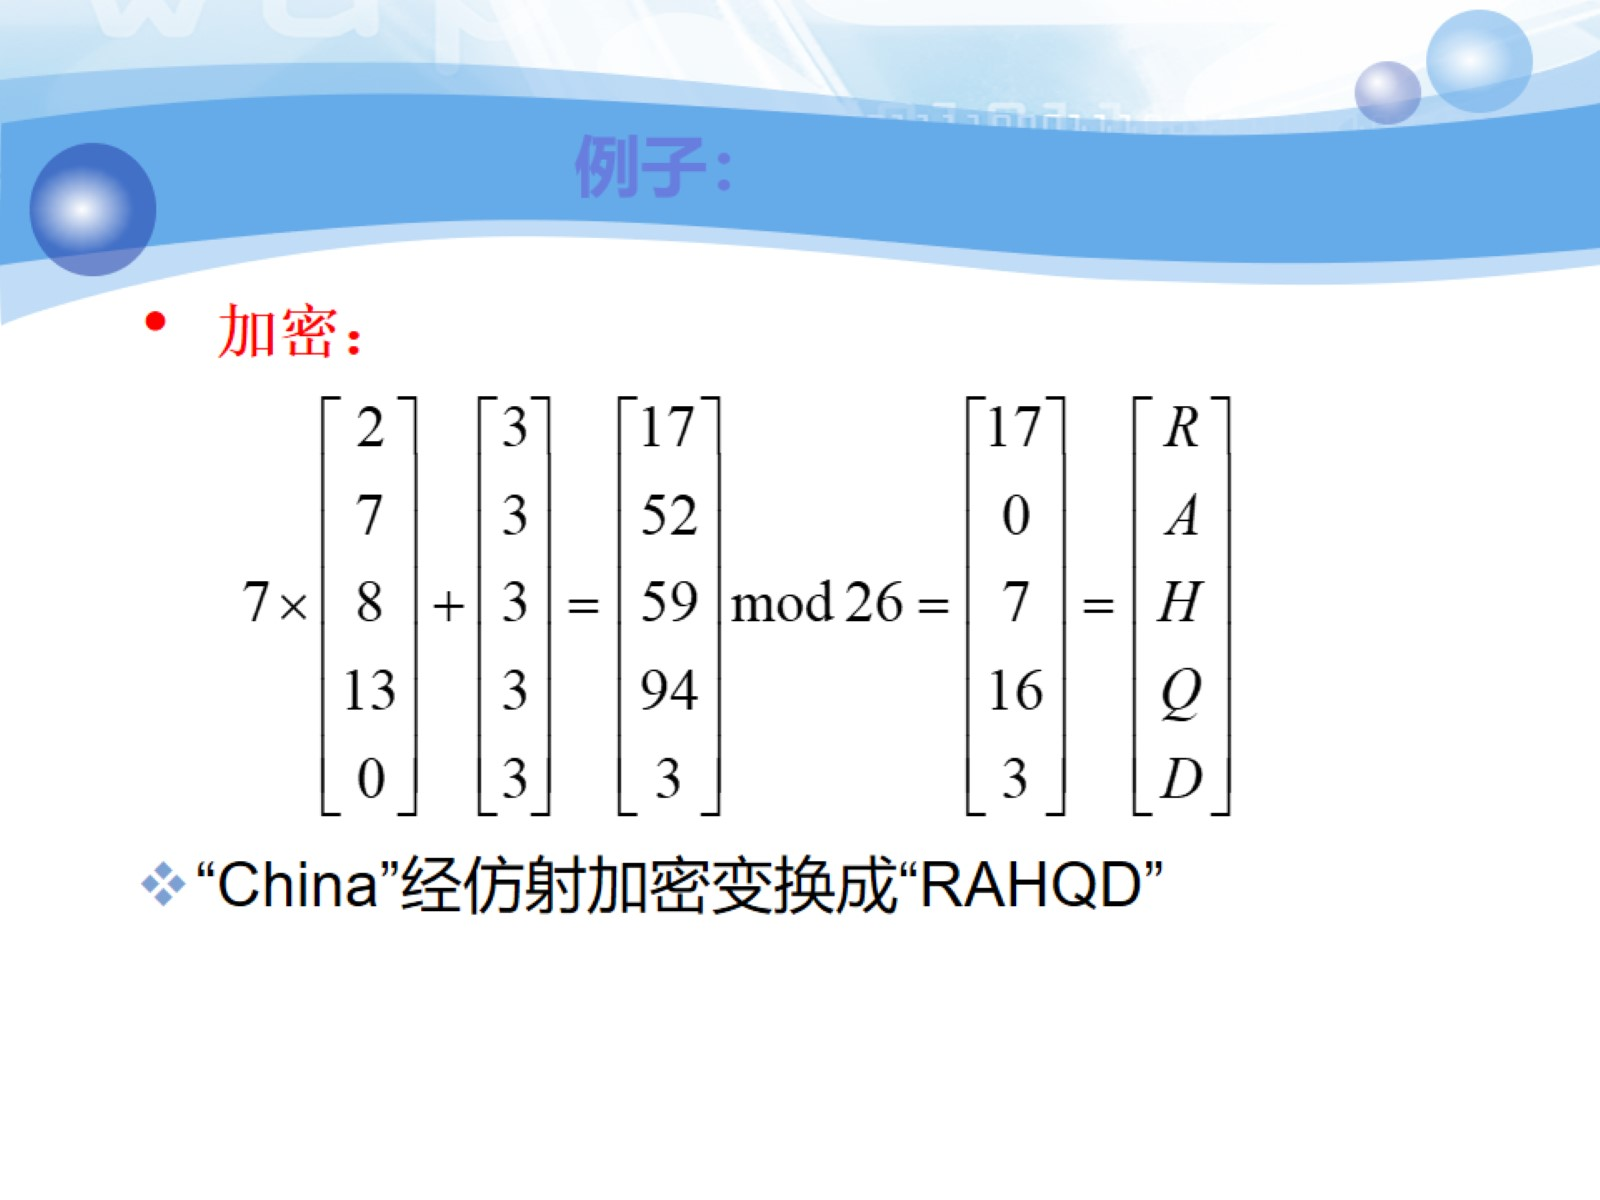 例子：
• 加密：
7× [2 7 8 13 0] + [3 3 3 3 3] = [17 52 59 94 3] mod 26 = [17 0 7 16 3] = [R A H Q D]
❖“China”经仿射加密变换成“RAHQD”